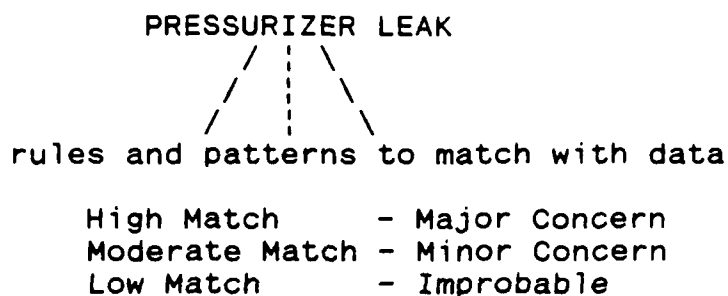 PRESSURIZER LEAK
rules and patterns to match with data
High Match - Major Concern
Moderate Match - Minor Concern
Low Match - Improbable